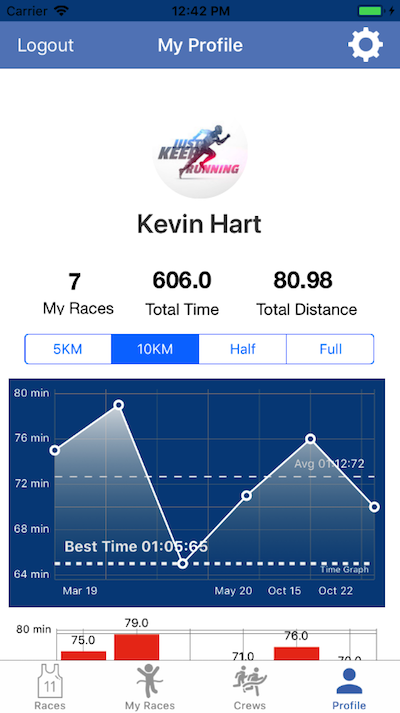 Carrier 12:42 PM
Logout My Profile
JUST
KEEP
RUNNING
Kevin Hart
7 606.0 80.98
My Races Total Time Total Distance
5KM 10KM Half Full
80 min
76 min
Avg 01:12:72
72 min
68 min
Best Time 01:05:65
Time Graph
64 min
Mar 19 May 20 Oct 15 Oct 22
79.0
80 min
75.0 76.0
71.0 70.0
11
Races My Races Crews Profile